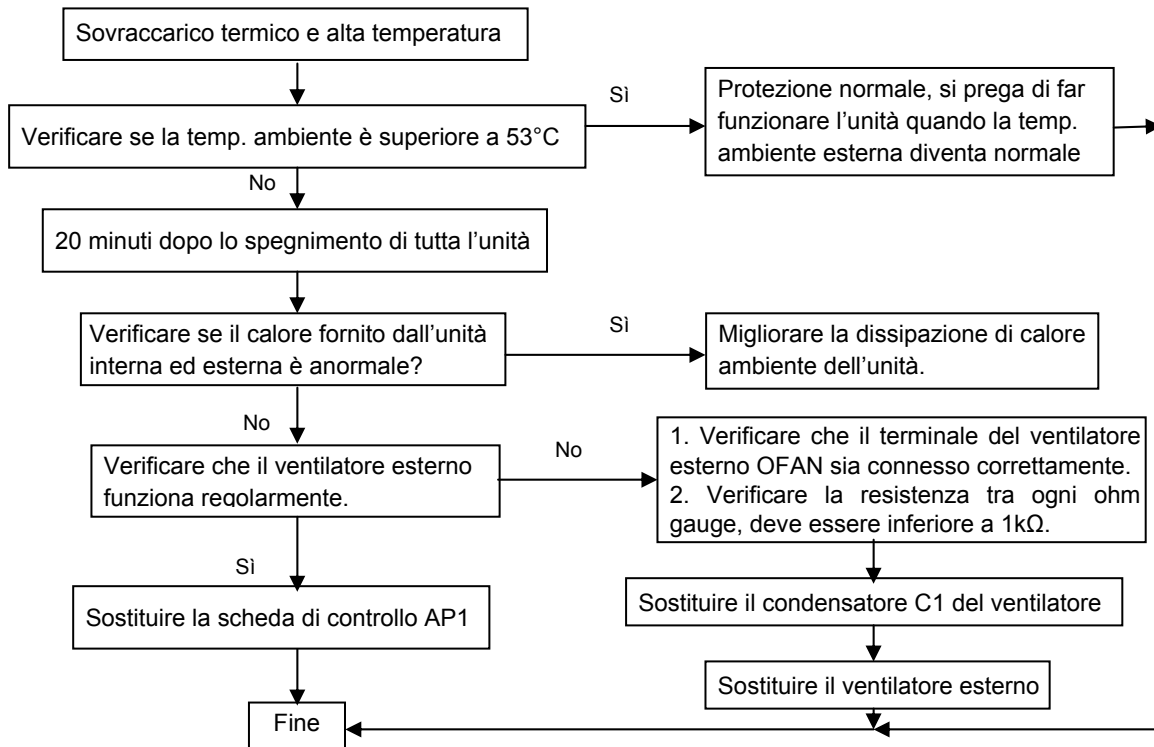 Sovraccarico termico e alta temperatura
Sì
Protezione normale, si prega di far
funzionare l'unità quando la temp.
ambiente esterna diventa normale
Verificare se la temp. ambiente è superiore a 53°C
No
20 minuti dopo lo spegnimento di tutta l'unità
Verificare se il calore fornito dall'unità
interna ed esterna è anormale?
Sì
Migliorare la dissipazione di calore
ambiente dell'unità.
No
Verificare che il ventilatore esterno
funziona regolarmente.
No
1. Verificare che il terminale del ventilatore
esterno OFAN sia connesso correttamente.
2. Verificare la resistenza tra ogni ohm
gauge, deve essere inferiore a 1kΩ.
Sì
Sostituire la scheda di controllo AP1
Sostituire il condensatore C1 del ventilatore
Sostituire il ventilatore esterno
Fine